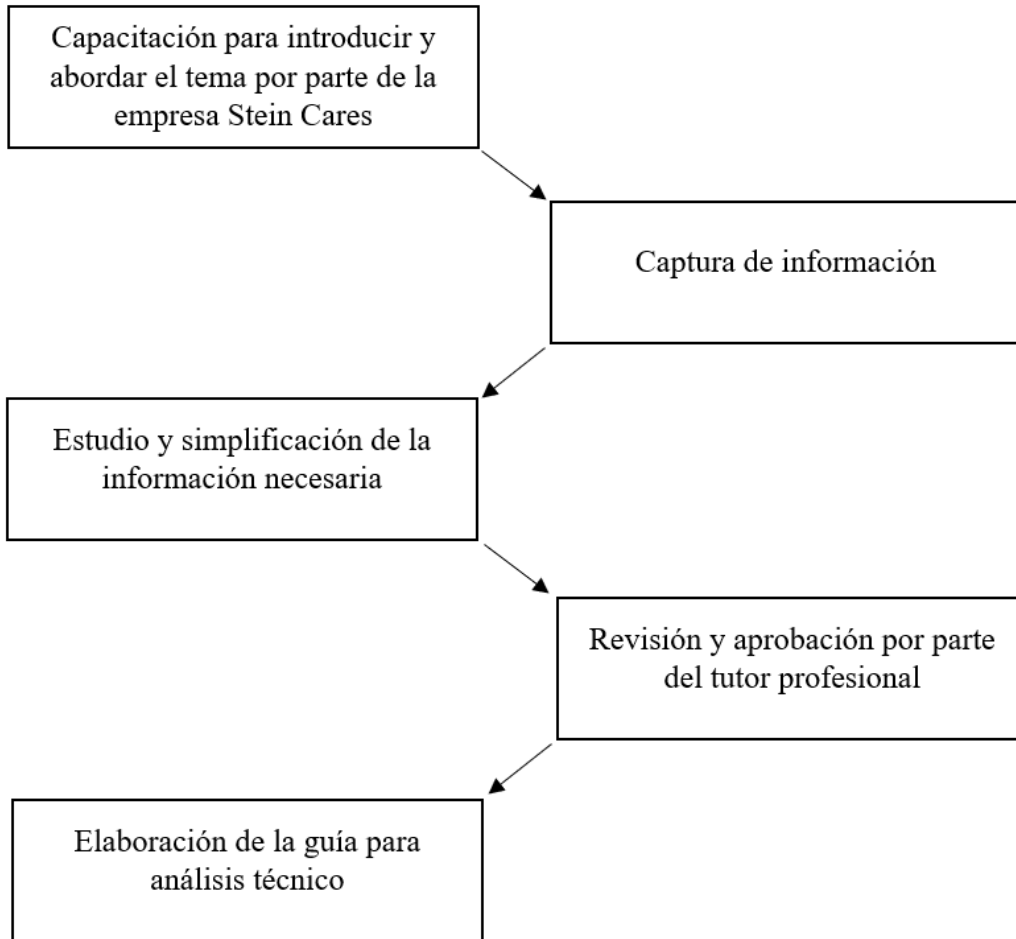 Capacitación para introducir y
abordar el tema por parte de la
empresa Stein Cares
Captura de información
Estudio y simplificación de la
información necesaria
Revisión y aprobación por parte
del tutor profesional
Elaboración de la guía para
análisis técnico